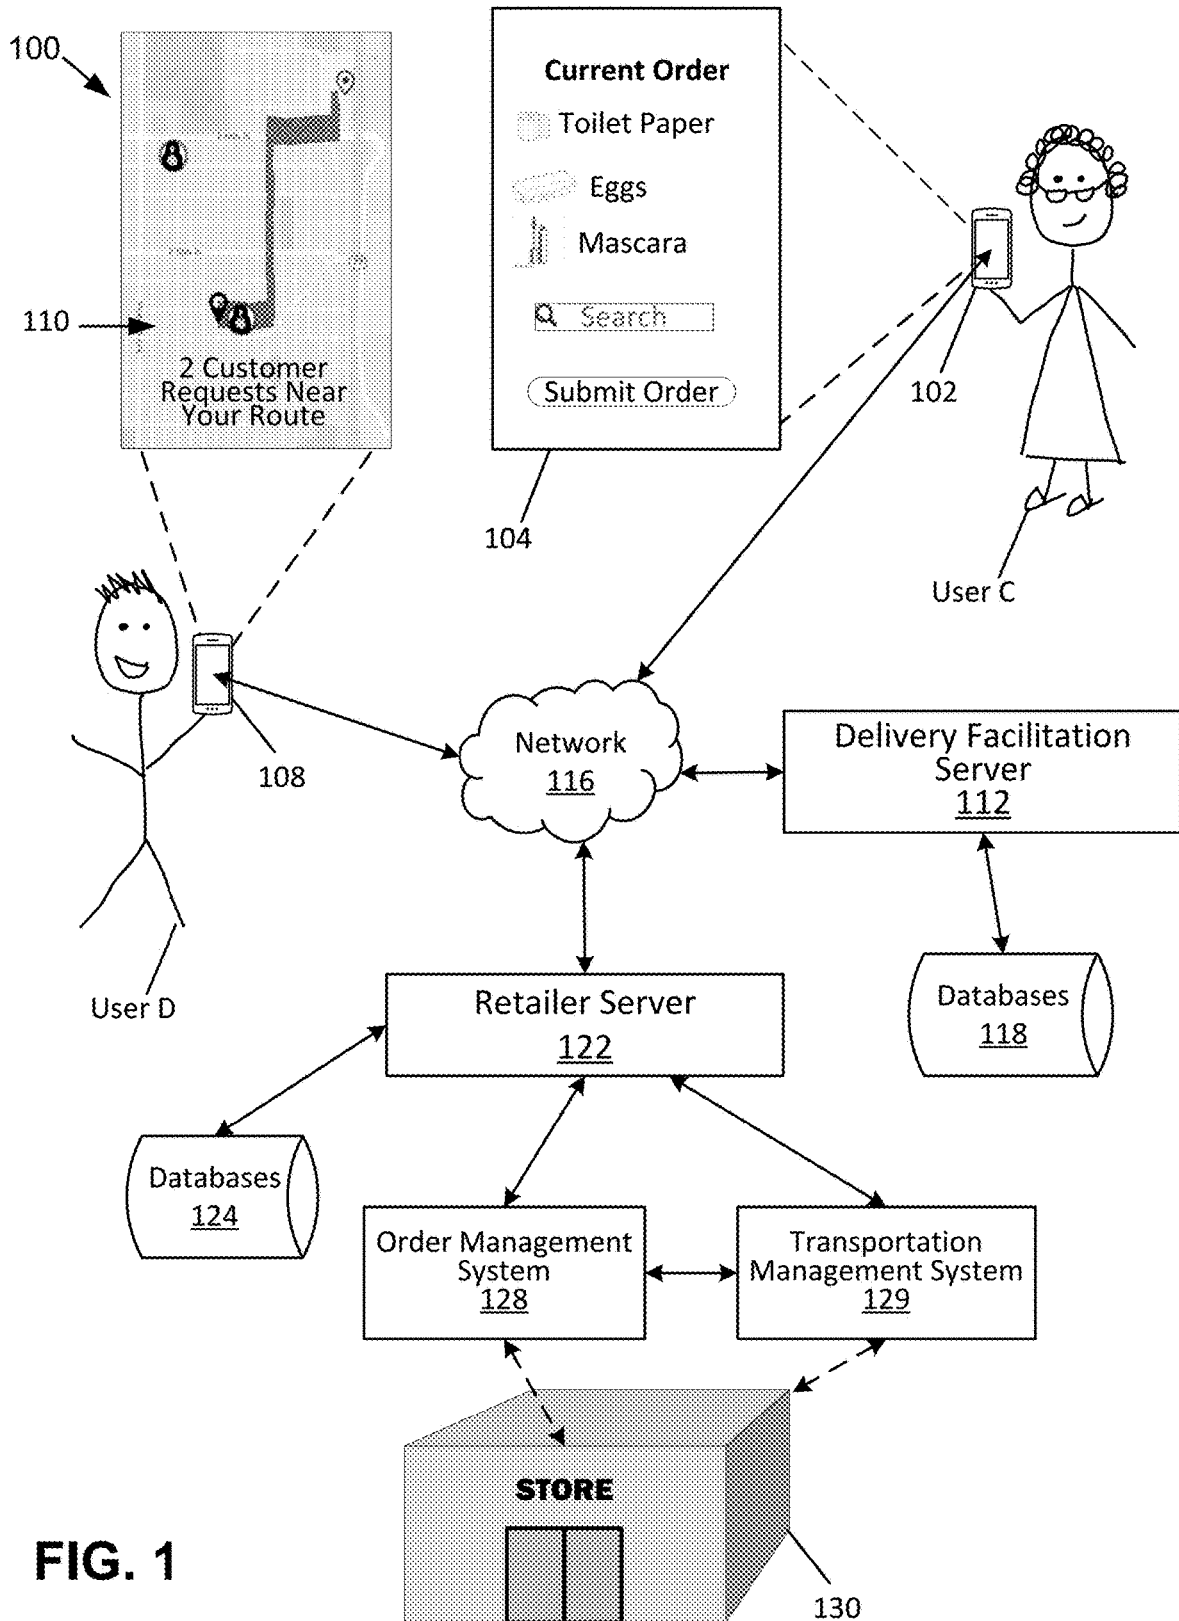 100
110
2 Customer
Requests Near
Your Route
Current Order
Toilet Paper
Eggs
Mascara
Search
Submit Order
102
104
User C
108
User D
Network
116
Delivery Facilitation
Server
112
Databases
118
Retailer Server
122
Databases
124
Order Management
System
128
Transportation
Management System
129
STORE
130
FIG. 1